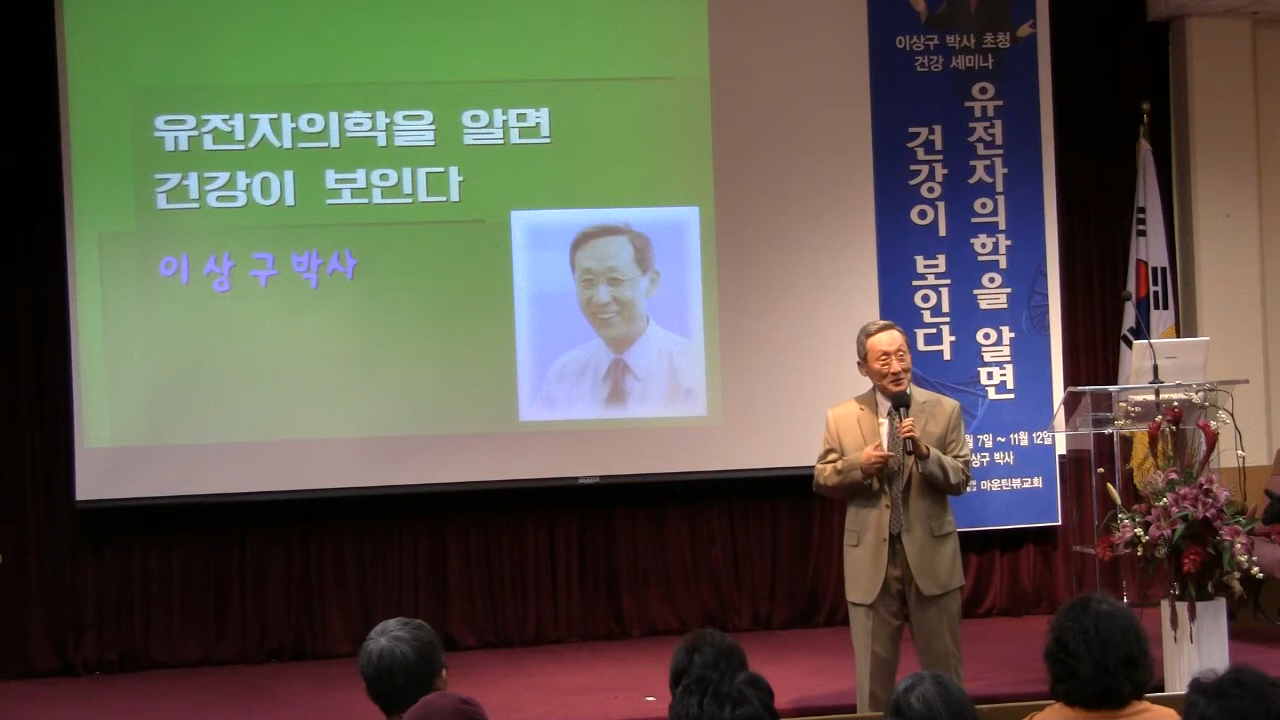 유전자의학을 알면
건강이 보인다
이상구박사
이상구 박사 초청
건강 세미나
유전자의학을 알면
건강이 보인다
월 7일 ~ 11월 12일
상구 박사
마운틴뷰교회